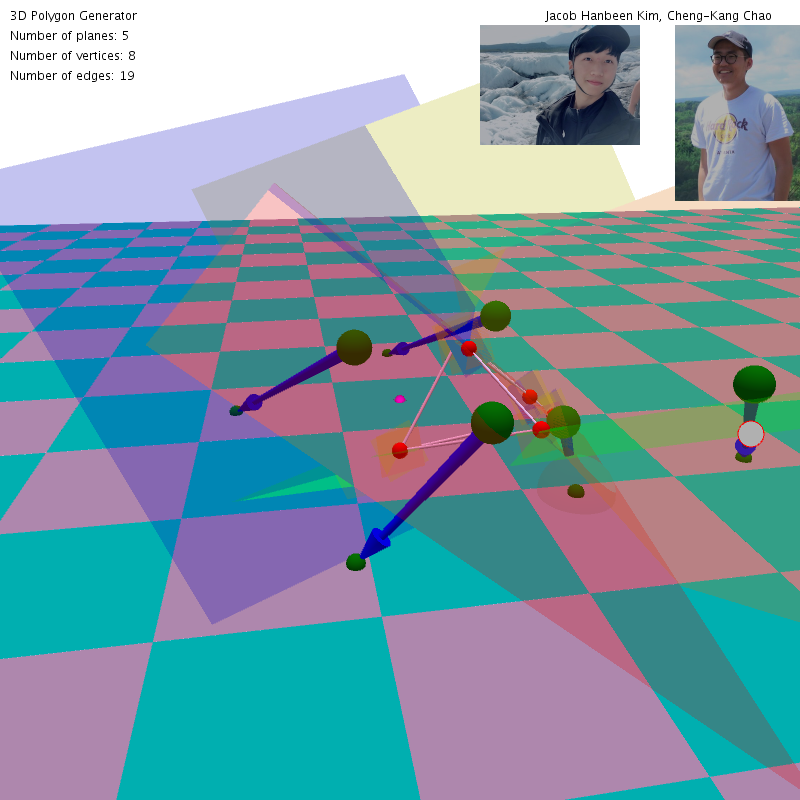 3D Polygon Generator
Jacob Hanbeen Kim, Cheng-Kang Chao
Number of planes: 5
Number of vertices: 8
Number of edges: 19